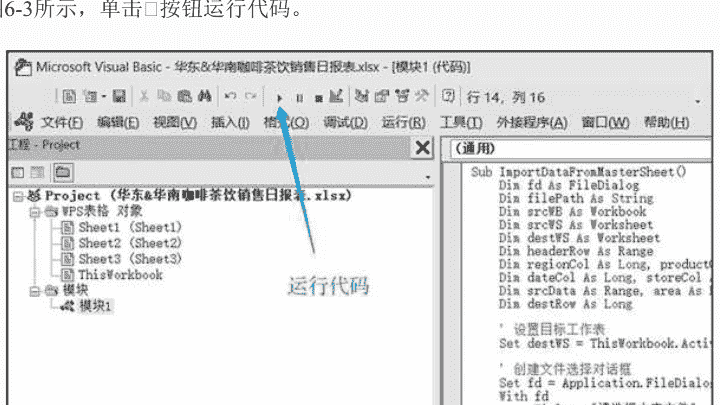 6-3所示，单击 按钮运行代码。
Microsoft Visual Basic - 华东&华南咖啡茶饮销售日报表.xlsx - [模块1 (代码)]
行 14, 列 16
文件(F) 编辑(E) 视图(V) 插入(I) 格式(O) 调试(D) 运行(R) 工具(T) 外接程序(A) 窗口(W) 帮助(H)
工程 - Project
(通用)
Project (华东&华南咖啡茶饮销售日报表.xlsx)
WPS表格 对象
Sheet1 (Sheet1)
Sheet2 (Sheet2)
Sheet3 (Sheet3)
ThisWorkbook
模块
模块1
运行代码
Sub ImportDataFromMasterSheet()
Dim fd As FileDialog
Dim filePath As String
Dim srcWB As Workbook
Dim srcWS As Worksheet
Dim destWS As Worksheet
Dim headerRow As Range
Dim regionCol As Long, product
Dim dateCol As Long, storeCol
Dim srcData As Range, area As
Dim destRow As Long
' 设置目标工作表
Set destWS = ThisWorkbook.Acti
' 创建文件选择对话框
Set fd = Application.FileDialo
With fd